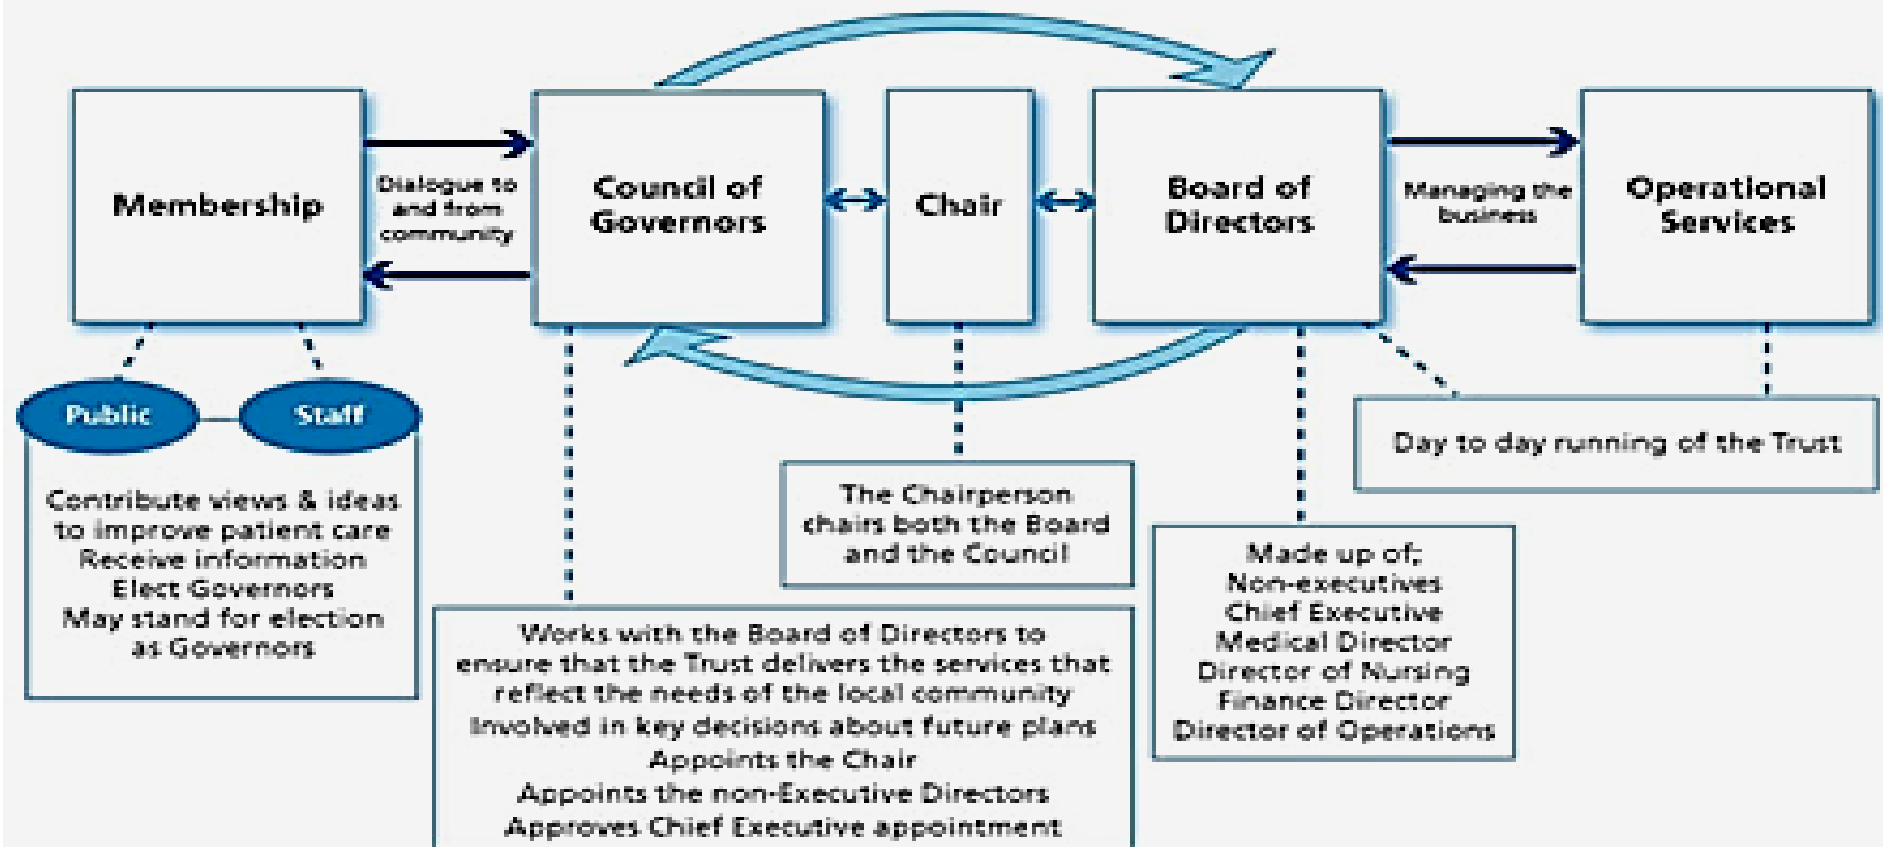 Membership
Dialogue to
and from
community
Council of
Governors
Chair
Board of
Directors
Managing the
business
Operational
Services
Public
Staff
Contribute views & ideas
to improve patient care
Receive information
Elect Governors
May stand for election
as Governors
Works with the Board of Directors to
ensure that the Trust delivers the services that
reflect the needs of the local community
Involved in key decisions about future plans
Appoints the Chair
Appoints the non-Executive Directors
Approves Chief Executive appointment
The Chairperson
chairs both the Board
and the Council
Made up of;
Non-executives
Chief Executive
Medical Director
Director of Nursing
Finance Director
Director of Operations
Day to day running of the Trust